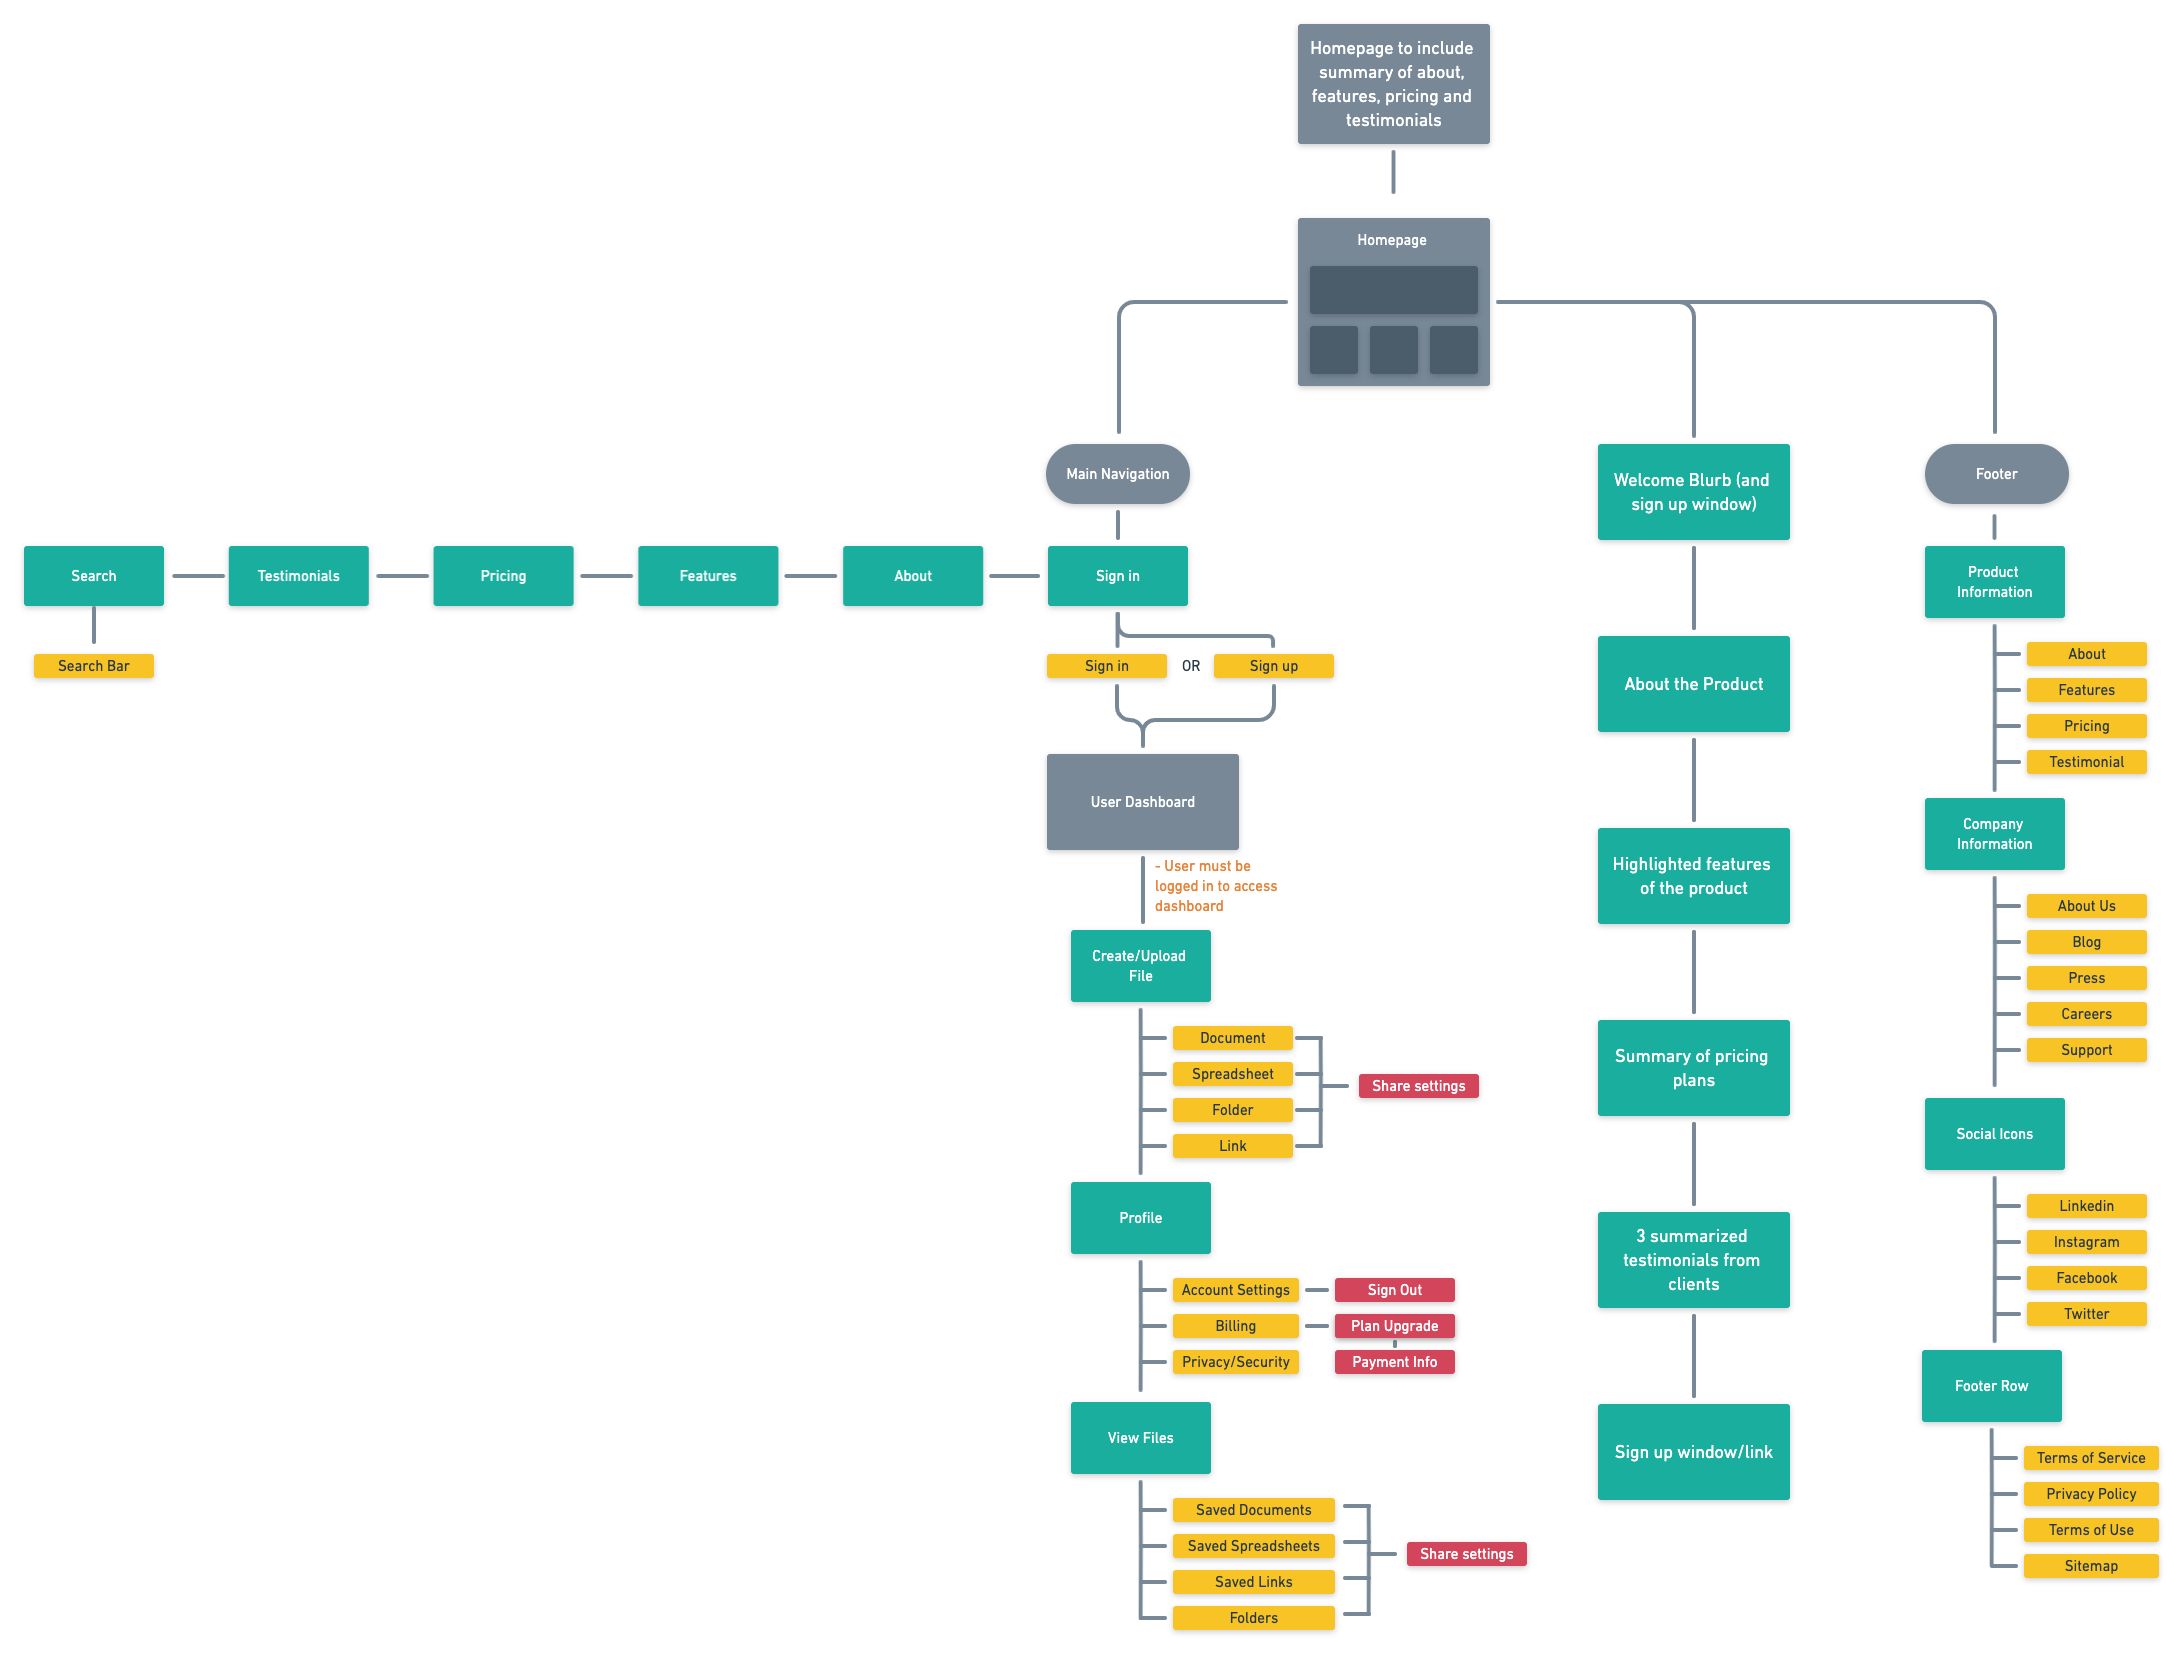 Homepage to include
summary of about,
features, pricing and
testimonials
Homepage
Main Navigation
Search
Testimonials
Pricing
Features
About
Sign in
Search Bar
Sign in
OR
Sign up
User Dashboard
- User must be
logged in to access
dashboard
Create/Upload
File
Document
Spreadsheet
Folder
Link
Share settings
Profile
Account Settings
Sign Out
Billing
Plan Upgrade
Privacy/Security
Payment Info
View Files
Saved Documents
Saved Spreadsheets
Saved Links
Folders
Share settings
Welcome Blurb (and
sign up window)
About the Product
Highlighted features
of the product
Summary of pricing
plans
3 summarized
testimonials from
clients
Sign up window/link
Footer
Product
Information
About
Features
Pricing
Testimonial
Company
Information
About Us
Blog
Press
Careers
Support
Social Icons
Linkedin
Instagram
Facebook
Twitter
Footer Row
Terms of Service
Privacy Policy
Terms of Use
Sitemap